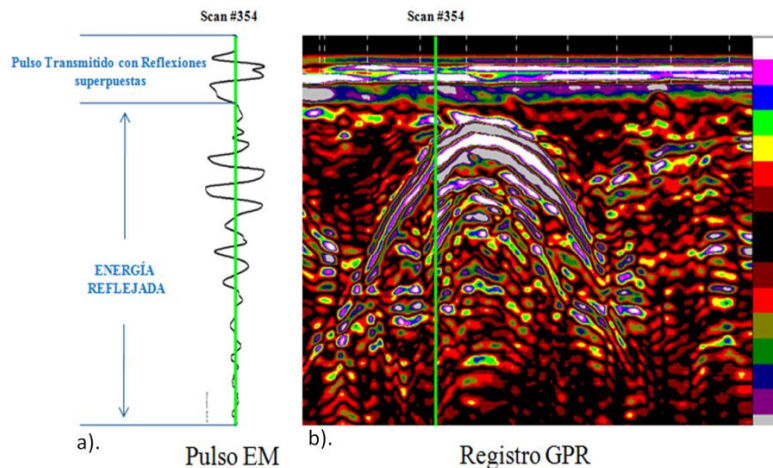 Scan #354
Scan #354
Pulso Transmitido con Reflexiones
superpuestas
ENERGÍA
REFLEJADA
a).
Pulso EM
b).
Registro GPR